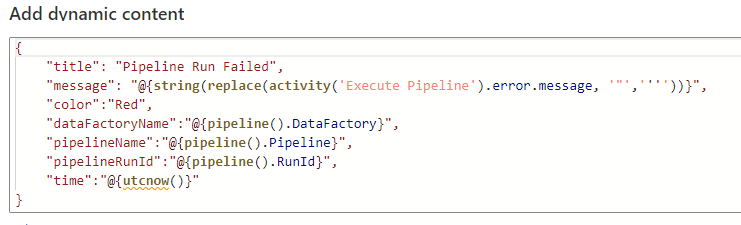 Add dynamic content
{
"title": "Pipeline Run Failed",
"message": "@{string(replace(activity('Execute Pipeline').error.message, '"',''''))}",
"color":"Red",
"dataFactoryName":"@{pipeline().DataFactory}",
"pipelineName":"@{pipeline().Pipeline}",
"pipelineRunId":"@{pipeline().RunId}",
"time":"@{utcnow()}"
}